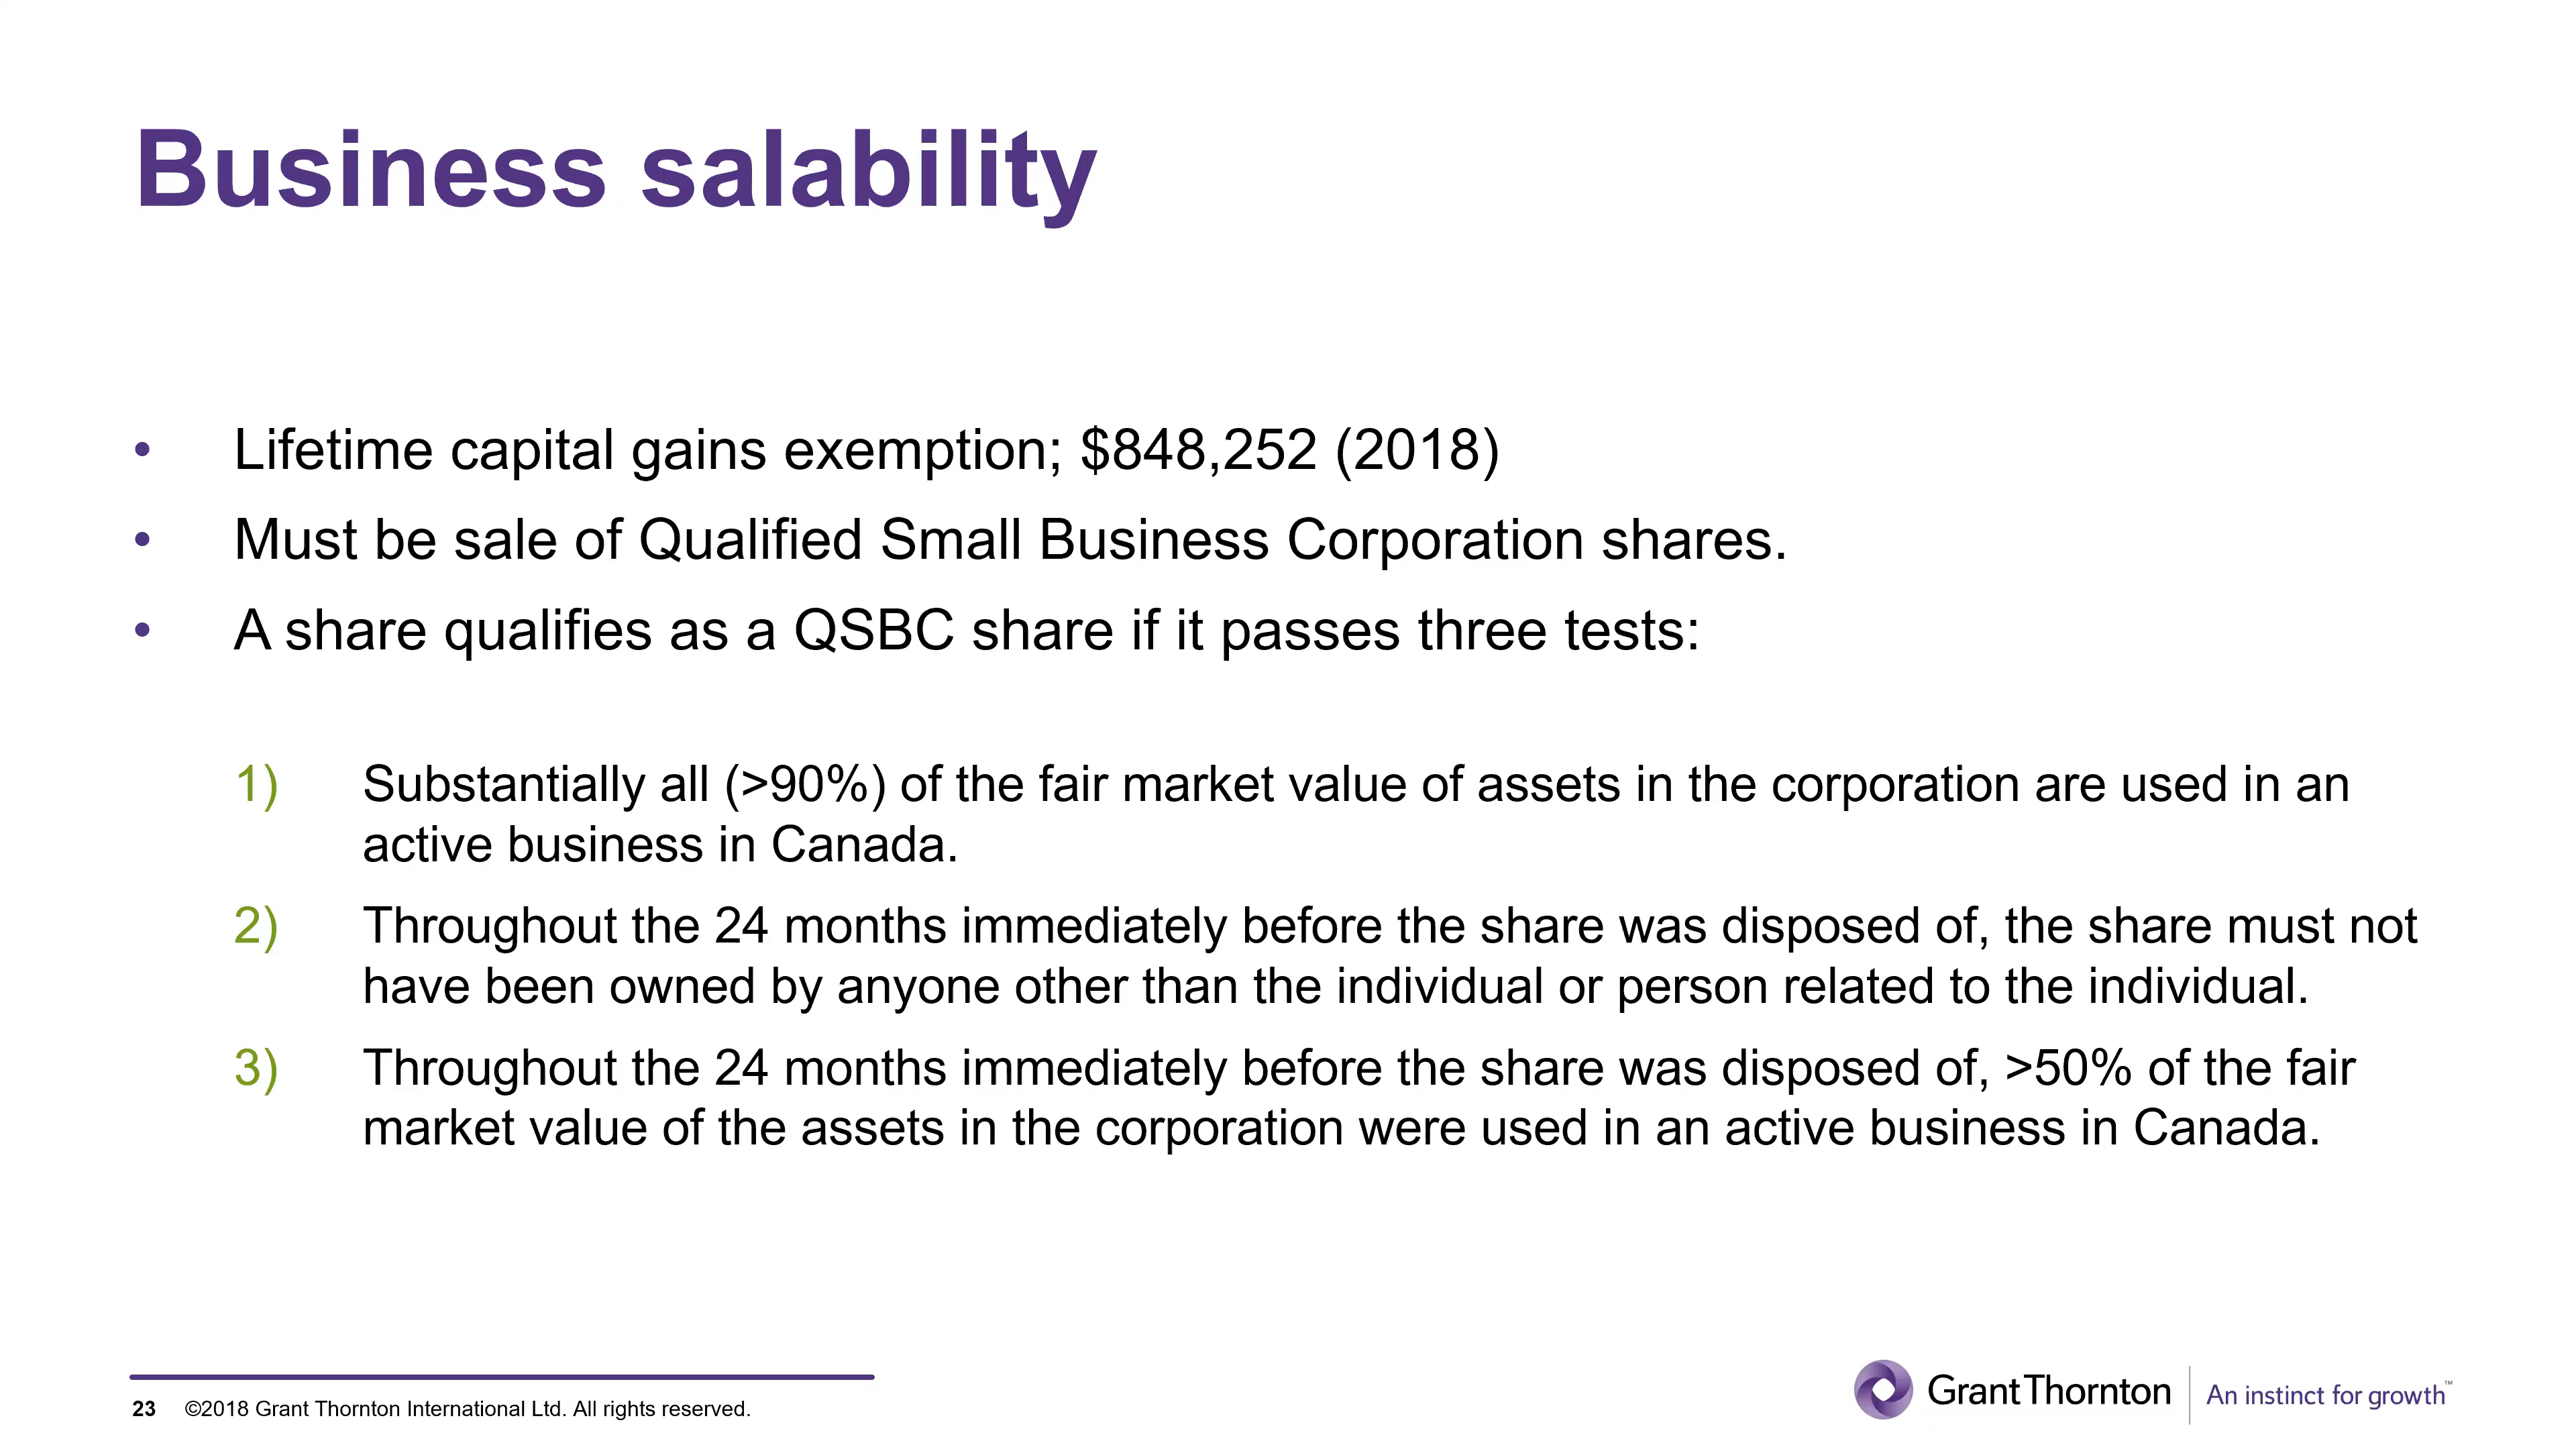 Business salability
• Lifetime capital gains exemption; $848,252 (2018)
• Must be sale of Qualified Small Business Corporation shares.
• A share qualifies as a QSBC share if it passes three tests:
1) Substantially all (>90%) of the fair market value of assets in the corporation are used in an
active business in Canada.
2) Throughout the 24 months immediately before the share was disposed of, the share must not
have been owned by anyone other than the individual or person related to the individual.
3) Throughout the 24 months immediately before the share was disposed of, >50% of the fair
market value of the assets in the corporation were used in an active business in Canada.
23 ©2018 Grant Thornton International Ltd. All rights reserved.
Grant Thornton An instinct for growth™